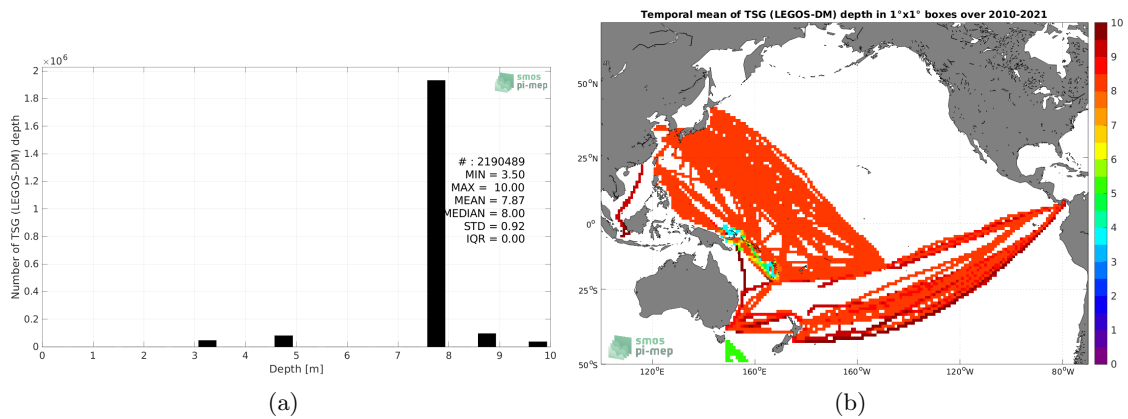 ×10⁶
2
1.8
1.6
1.4
1.2
1
0.8
0.6
0.4
0.2
0
Number of TSG (LEGOS-DM) depth
smos
pi-mep
# : 2190489
MIN = 3.50
MAX = 10.00
MEAN = 7.87
MEDIAN = 8.00
STD = 0.92
IQR = 0.00
0 1 2 3 4 5 6 7 8 9 10
Depth [m]
(a)
Temporal mean of TSG (LEGOS-DM) depth in 1°x1° boxes over 2010-2021
50°N
25°N
0°
25°S
50°S
120°E 160°E 160°W 120°W 80°W
smos
pi-mep
10
9
8
7
6
5
4
3
2
1
0
(b)